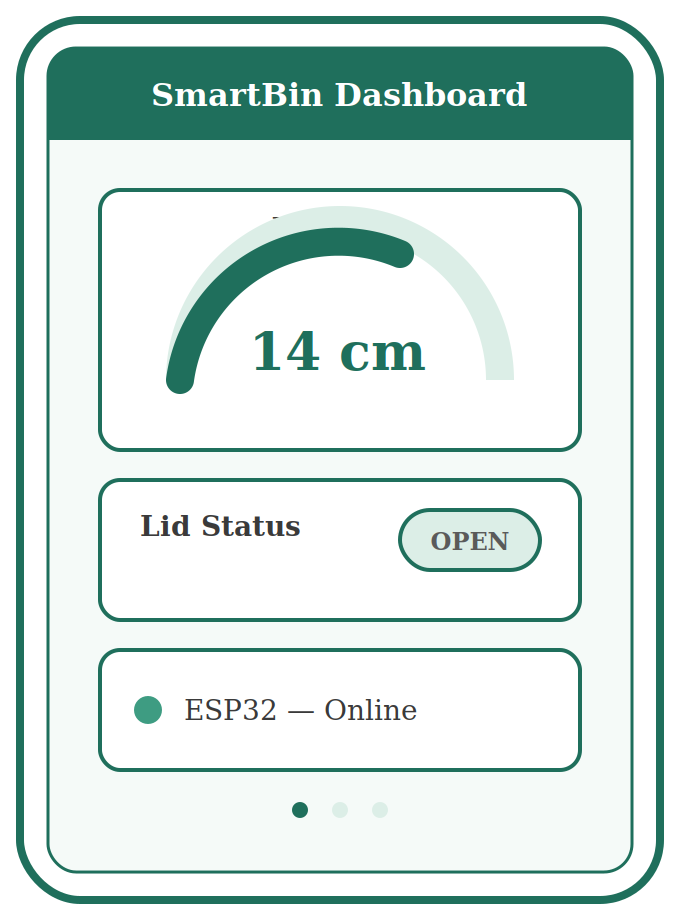 SmartBin Dashboard
14 cm
Lid Status
OPEN
ESP32 — Online